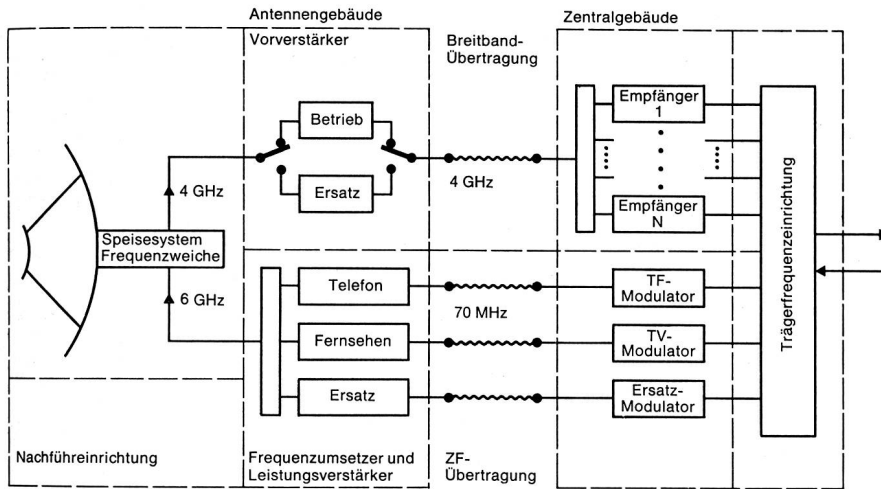 Antennengebäude
Zentralgebäude
Vorverstärker
Breitband-
Übertragung
Betrieb
Ersatz
4 GHz
4 GHz
Empfänger
1
Empfänger
N
Speisesystem
Frequenzweiche
6 GHz
Telefon
Fernsehen
Ersatz
70 MHz
TF-
Modulator
TV-
Modulator
Ersatz-
Modulator
Trägerfrequenzeinrichtung
Nachführeinrichtung
Frequenzumsetzer und
Leistungsverstärker
ZF-
Übertragung